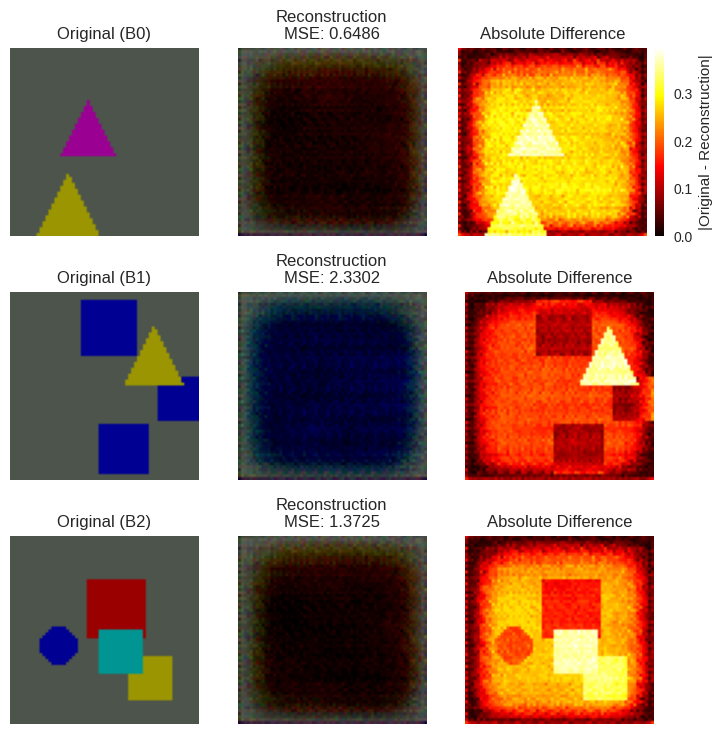 Original (B0)
Reconstruction
MSE: 0.6486
Absolute Difference
0.3
0.2
0.1
0.0
|Original - Reconstruction|
Original (B1)
Reconstruction
MSE: 2.3302
Absolute Difference
Original (B2)
Reconstruction
MSE: 1.3725
Absolute Difference